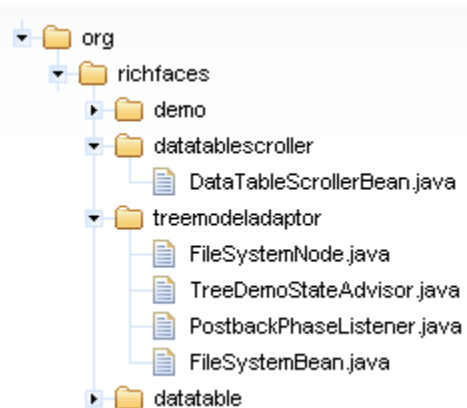 org
richfaces
demo
datatablescroller
DataTableScrollerBean.java
treemodeladaptor
FileSystemNode.java
TreeDemoStateAdvisor.java
PostbackPhaseListener.java
FileSystemBean.java
datatable